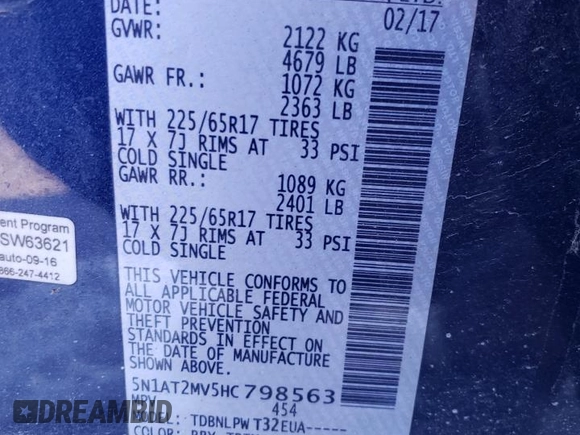 DATE:
02/17
GVWR:
2122 KG
4679 LB
GAWR FR.:
1072 KG
2363 LB
WITH 225/65R17 TIRES
17 X 7J RIMS AT 33 PSI
COLD SINGLE
GAWR RR.:
1089 KG
2401 LB
WITH 225/65R17 TIRES
17 X 7J RIMS AT 33 PSI
COLD SINGLE
THIS VEHICLE CONFORMS TO
ALL APPLICABLE FEDERAL
MOTOR VEHICLE SAFETY AND
THEFT PREVENTION
STANDARDS IN EFFECT ON
THE DATE OF MANUFACTURE
SHOWN ABOVE.
5N1AT2MV5HC798563
MPV 454
MODEL: TDBNLPWT32EUA-----
COLOR: RBY
ent Program
SW63621
auto-09-16
866-247-4412
DREAMBID